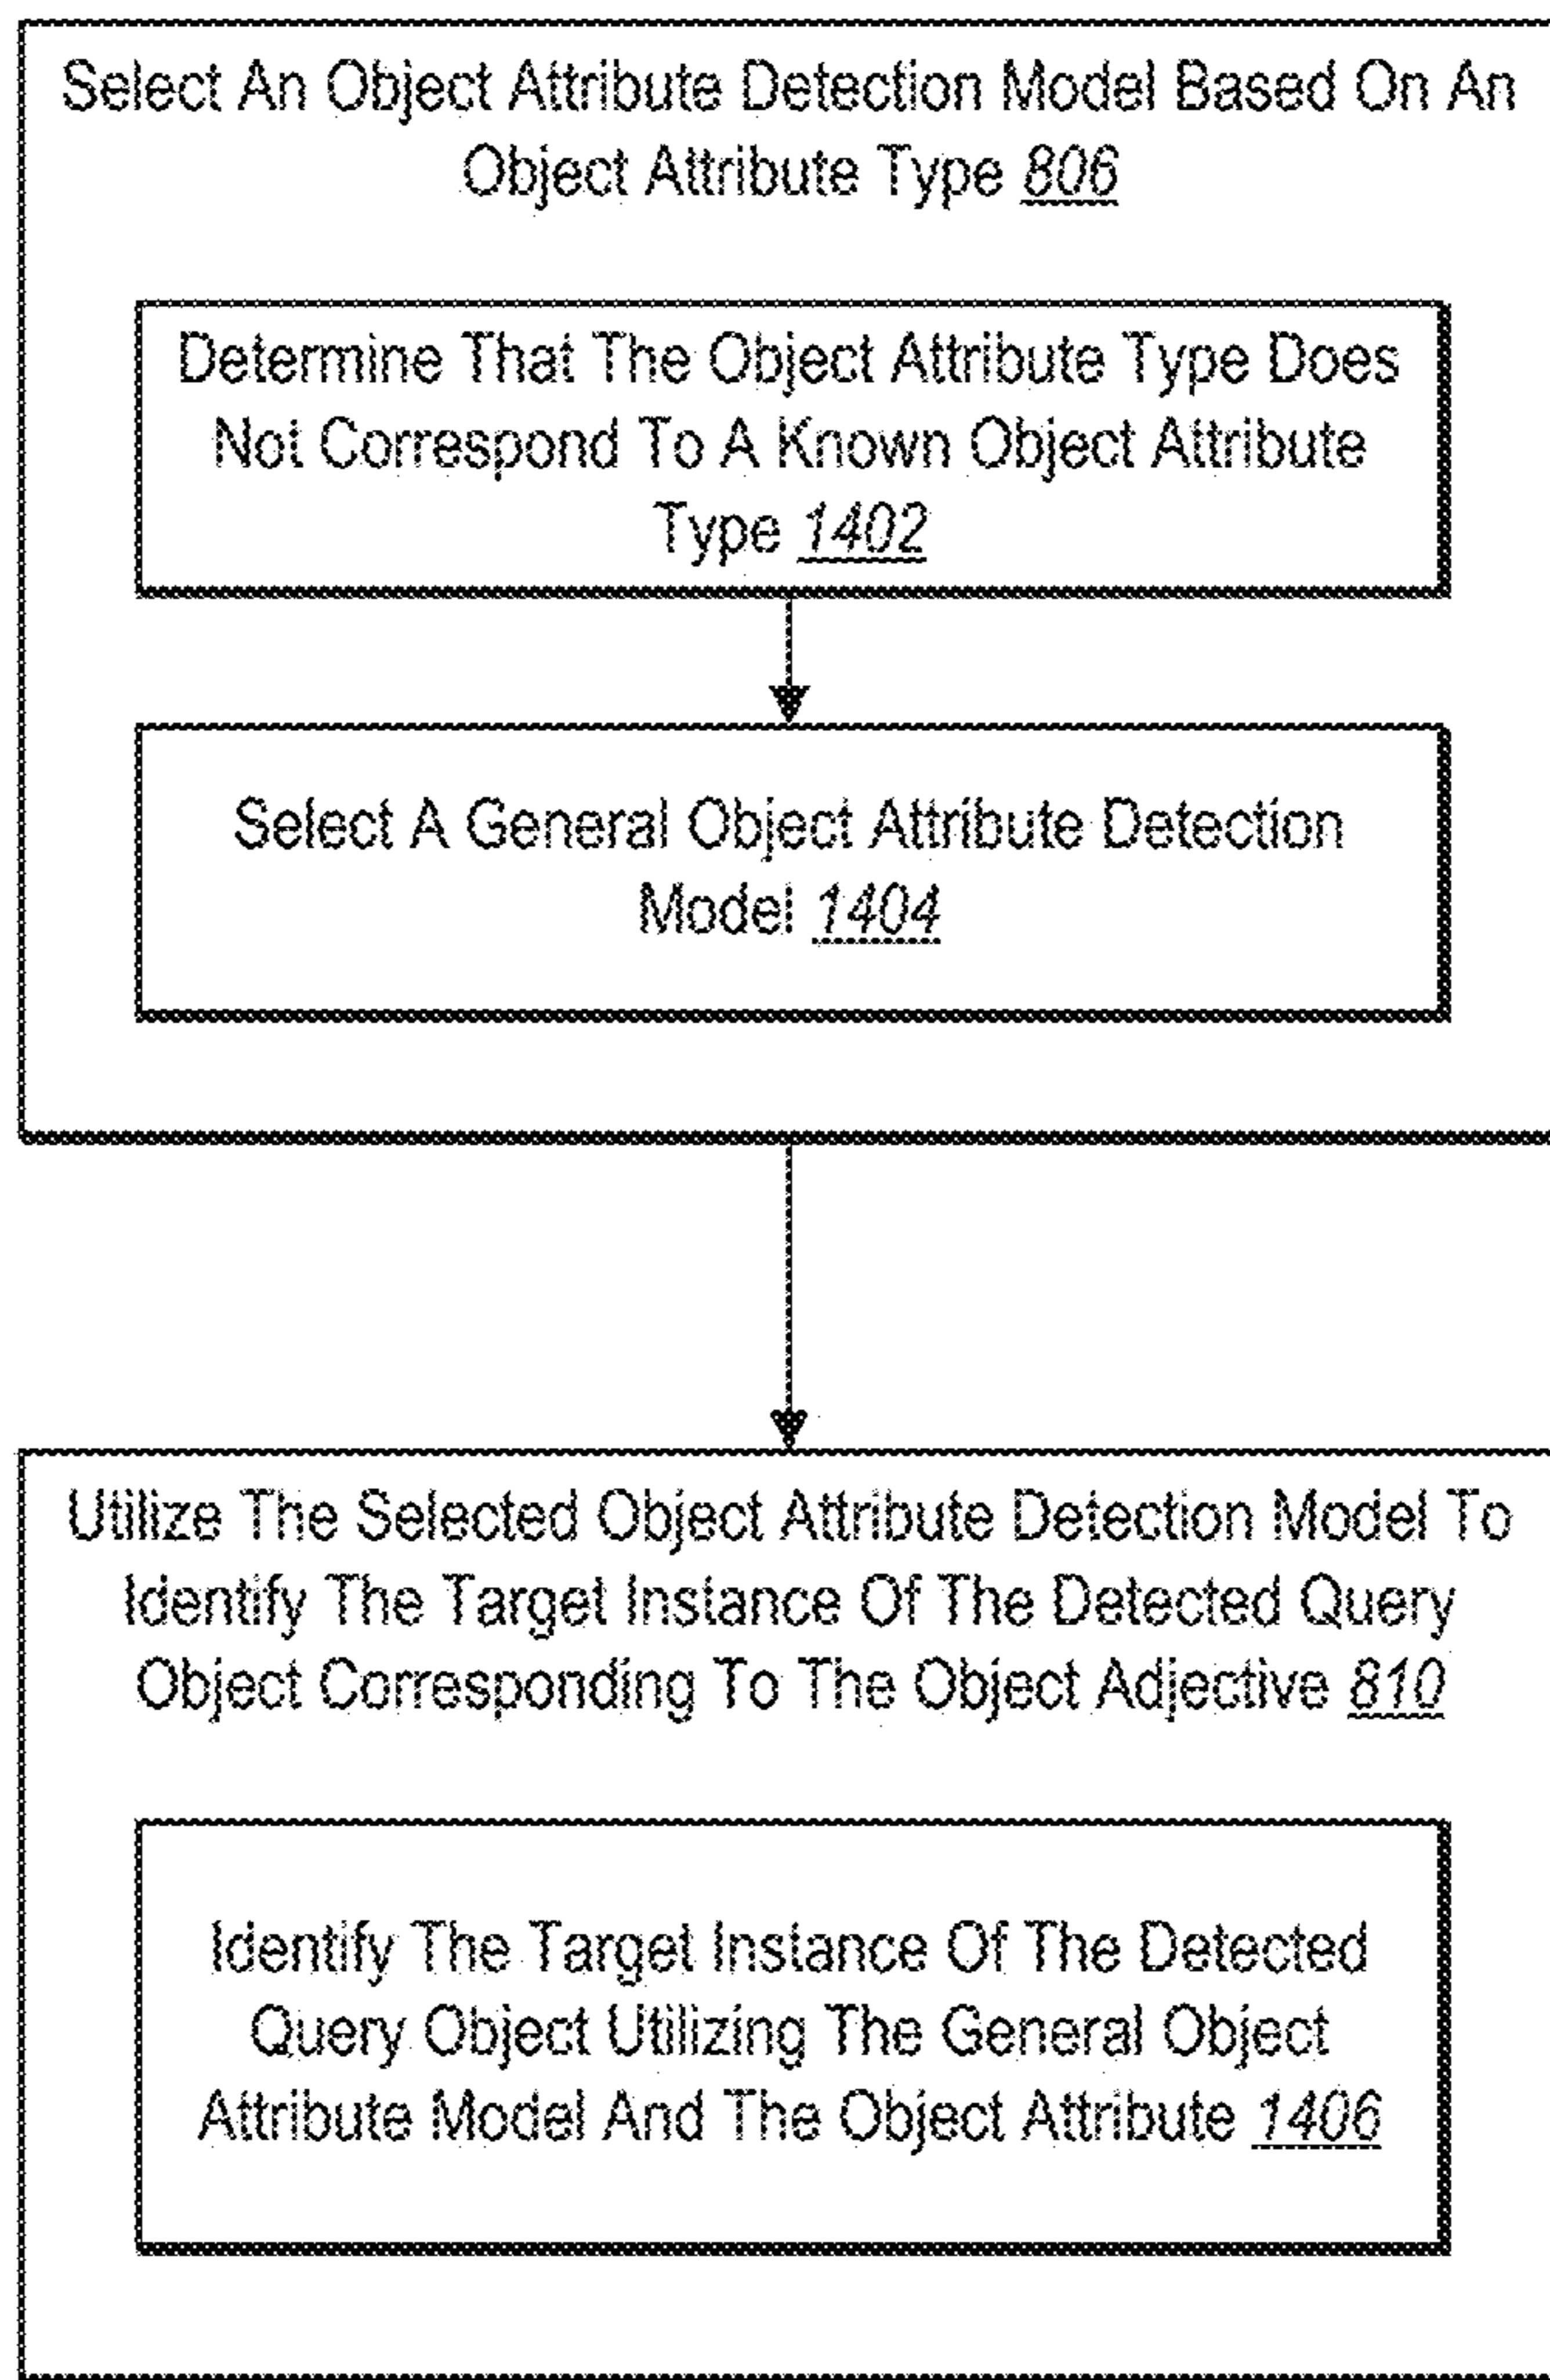 Select An Object Attribute Detection Model Based On An
Object Attribute Type 806
Determine That The Object Attribute Type Does
Not Correspond To A Known Object Attribute
Type 1402
Select A General Object Attribute Detection
Model 1404
Utilize The Selected Object Attribute Detection Model To
Identify The Target Instance Of The Detected Query
Object Corresponding To The Object Adjective 810
Identify The Target Instance Of The Detected
Query Object Utilizing The General Object
Attribute Model And The Object Attribute 1406